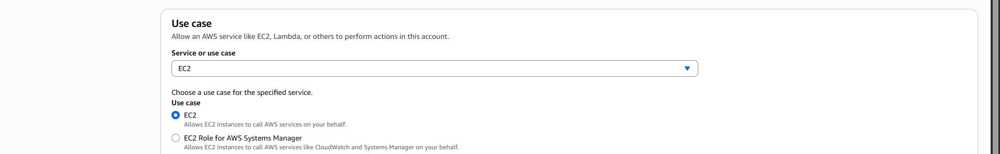 Use case
Allow an AWS service like EC2, Lambda, or others to perform actions in this account.
Service or use case
EC2
Choose a use case for the specified service.
Use case
EC2
Allows EC2 instances to call AWS services on your behalf.
EC2 Role for AWS Systems Manager
Allows EC2 instances to call AWS services like CloudWatch and Systems Manager on your behalf.